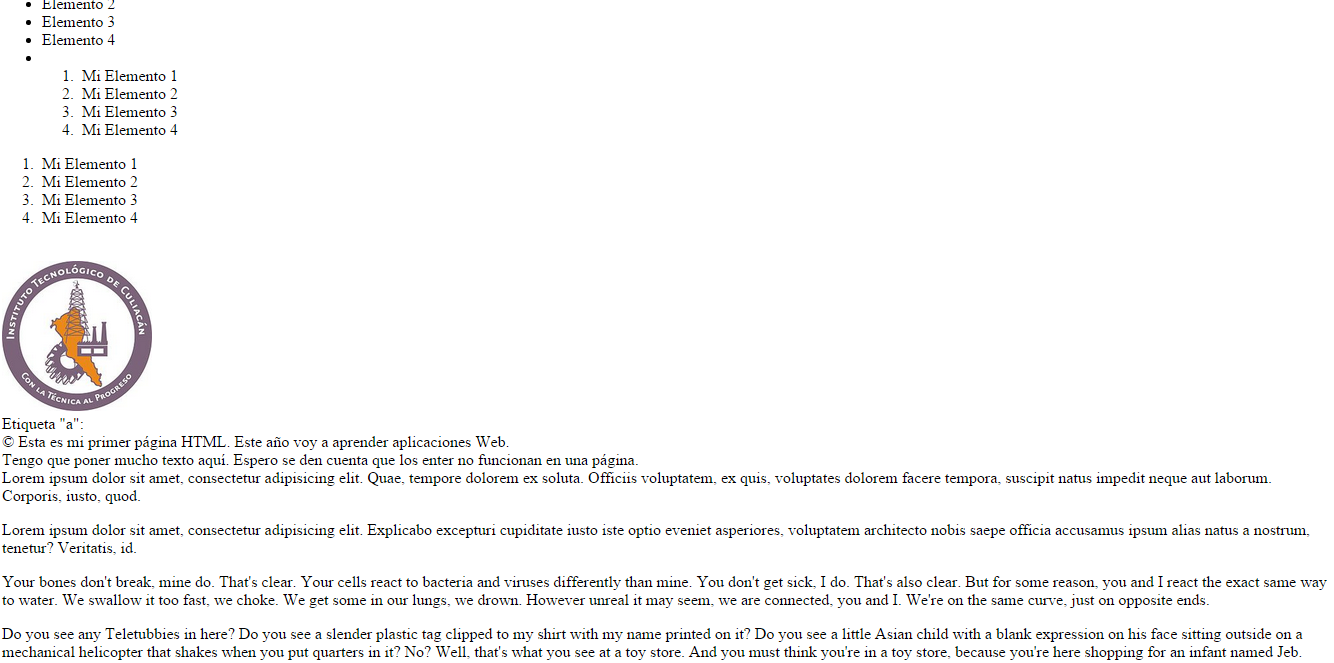 Elemento 2
Elemento 3
Elemento 4
1. Mi Elemento 1
2. Mi Elemento 2
3. Mi Elemento 3
4. Mi Elemento 4
1. Mi Elemento 1
2. Mi Elemento 2
3. Mi Elemento 3
4. Mi Elemento 4
INSTITUTO TECNOLÓGICO DE CULIACÁN
CON LA TÉCNICA AL PROGRESO
Etiqueta "a":
© Esta es mi primer página HTML. Este año voy a aprender aplicaciones Web.
Tengo que poner mucho texto aquí. Espero se den cuenta que los enter no funcionan en una página.
Lorem ipsum dolor sit amet, consectetur adipisicing elit. Quae, tempore dolorem ex soluta. Officiis voluptatem, ex quis, voluptates dolorem facere tempora, suscipit natus impedit neque aut laborum.
Corporis, iusto, quod.
Lorem ipsum dolor sit amet, consectetur adipisicing elit. Explicabo excepturi cupiditate iusto iste optio eveniet asperiores, voluptatem architecto nobis saepe officia accusamus ipsum alias natus a nostrum,
tenetur? Veritatis, id.
Your bones don't break, mine do. That's clear. Your cells react to bacteria and viruses differently than mine. You don't get sick, I do. That's also clear. But for some reason, you and I react the exact same way
to water. We swallow it too fast, we choke. We get some in our lungs, we drown. However unreal it may seem, we are connected, you and I. We're on the same curve, just on opposite ends.
Do you see any Teletubbies in here? Do you see a slender plastic tag clipped to my shirt with my name printed on it? Do you see a little Asian child with a blank expression on his face sitting outside on a
mechanical helicopter that shakes when you put quarters in it? No? Well, that's what you see at a toy store. And you must think you're in a toy store, because you're here shopping for an infant named Jeb.